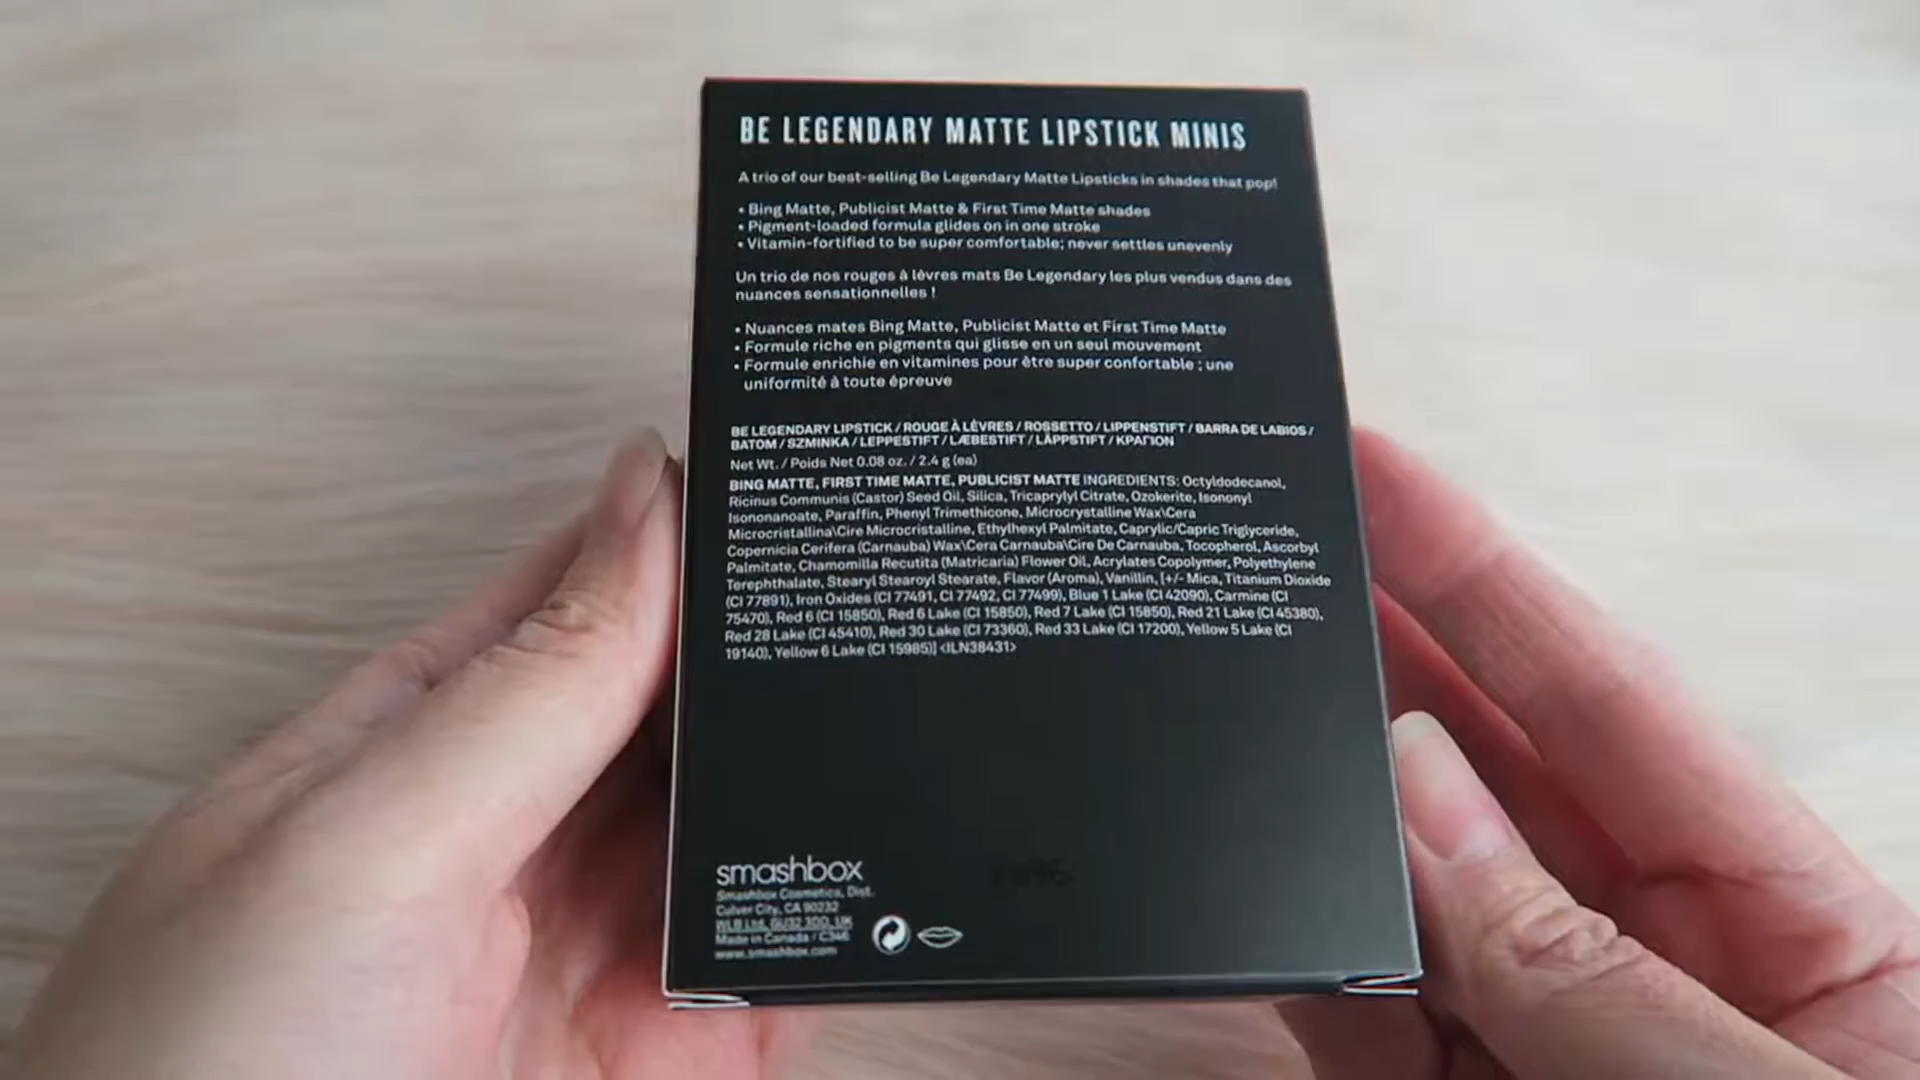 BE LEGENDARY MATTE LIPSTICK MINIS
A trio of our best-selling Be Legendary Matte Lipsticks in shades that pop!
• Bing Matte, Publicist Matte & First Time Matte shades
• Pigment-loaded formula glides on in one stroke
• Vitamin-fortified to be super comfortable; never settles unevenly
Un trio de nos rouges à lèvres mats Be Legendary les plus vendus dans des
nuances sensationnelles !
• Nuances mates Bing Matte, Publicist Matte et First Time Matte
• Formule riche en pigments qui glisse en un seul mouvement
• Formule enrichie en vitamines pour être super confortable ; une
uniformité à toute épreuve
BE LEGENDARY LIPSTICK / ROUGE À LÈVRES / ROSSETTO / LIPPENSTIFT / BARRA DE LABIOS /
BATOM / SZMINKA / LEPPESTIFT / LÆBESTIFT / LÄPPSTIFT / ΚΡΑΓΙΟΝ
Net Wt. / Poids Net 0.08 oz. / 2.4 g (ea)
BING MATTE, FIRST TIME MATTE, PUBLICIST MATTE INGREDIENTS: Octyldodecanol,
Ricinus Communis (Castor) Seed Oil, Silica, Tricaprylyl Citrate, Ozokerite, Isononyl
Isononanoate, Paraffin, Phenyl Trimethicone, Microcrystalline Wax\Cera
Microcristallina\Cire Microcristalline, Ethylhexyl Palmitate, Caprylic/Capric Triglyceride,
Copernicia Cerifera (Carnauba) Wax\Cera Carnauba\Cire De Carnauba, Tocopherol, Ascorbyl
Palmitate, Chamomilla Recutita (Matricaria) Flower Oil, Acrylates Copolymer, Polyethylene
Terephthalate, Stearyl Stearoyl Stearate, Flavor (Aroma), Vanillin, [+/- Mica, Titanium Dioxide
(CI 77891), Iron Oxides (CI 77491, CI 77492, CI 77499), Blue 1 Lake (CI 42090), Carmine (CI
75470), Red 6 (CI 15850), Red 6 Lake (CI 15850), Red 7 Lake (CI 15850), Red 21 Lake (CI 45380),
Red 28 Lake (CI 45410), Red 30 Lake (CI 73360), Red 33 Lake (CI 17200), Yellow 5 Lake (CI
19140), Yellow 6 Lake (CI 15985)] <ILN38431>
smashbox
Smashbox Cosmetics, Dist.
Culver City, CA 90232
WLB Ltd, GU32 3DD, UK
Made in Canada / C346
www.smashbox.com